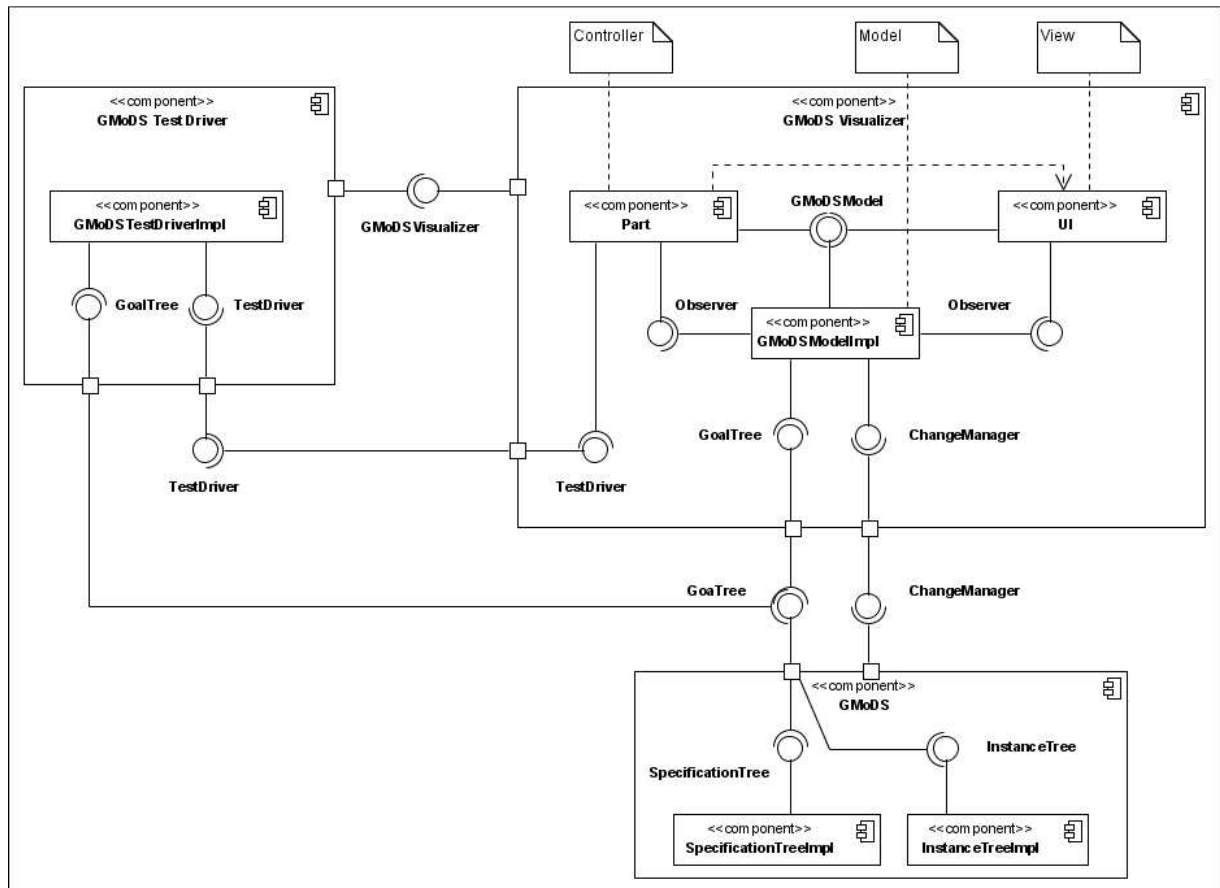 Controller
Model
View
<<component>>
GMoDS Test Driver
<<component>>
GMoDS Visualizer
<<component>>
GMoDSTestDriverImpl
GMoDSVisualizer
<<component>>
Part
GMoDSModel
<<component>>
UI
GoalTree
TestDriver
Observer
<<component>>
GMoDSModelImpl
Observer
GoalTree
ChangeManager
TestDriver
TestDriver
GoaTree
ChangeManager
<<component>>
GMoDS
SpecificationTree
InstanceTree
<<component>>
SpecificationTreeImpl
<<component>>
InstanceTreeImpl